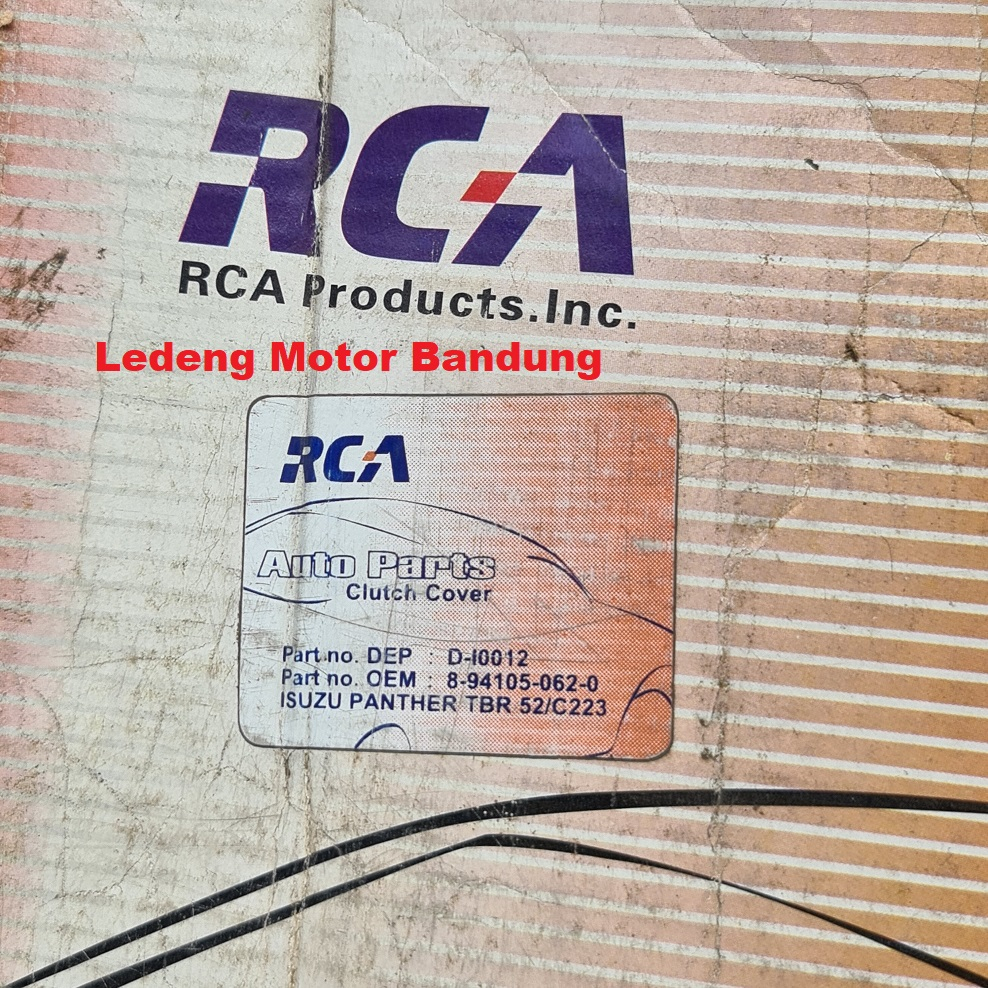 RCA
RCA Products.Inc.
Ledeng Motor Bandung
RCA
Auto Parts
Clutch Cover
Part no. DEP : D-I0012
Part no. OEM : 8-94105-062-0
ISUZU PANTHER TBR 52/C223